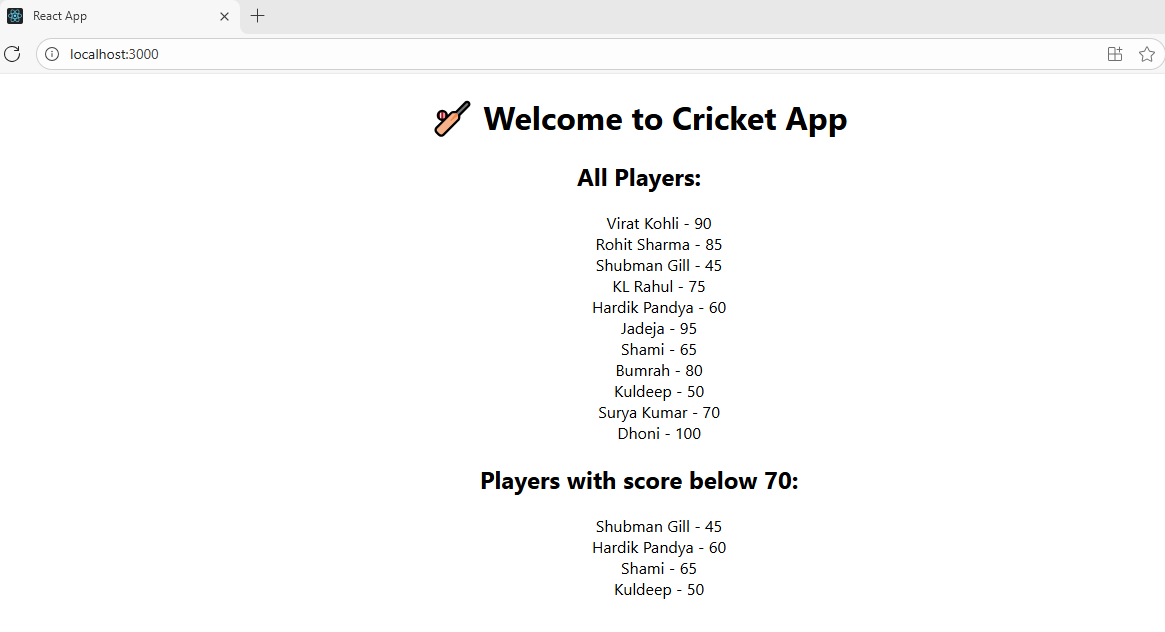 React App
localhost:3000
Welcome to Cricket App
All Players:
Virat Kohli - 90
Rohit Sharma - 85
Shubman Gill - 45
KL Rahul - 75
Hardik Pandya - 60
Jadeja - 95
Shami - 65
Bumrah - 80
Kuldeep - 50
Surya Kumar - 70
Dhoni - 100
Players with score below 70:
Shubman Gill - 45
Hardik Pandya - 60
Shami - 65
Kuldeep - 50